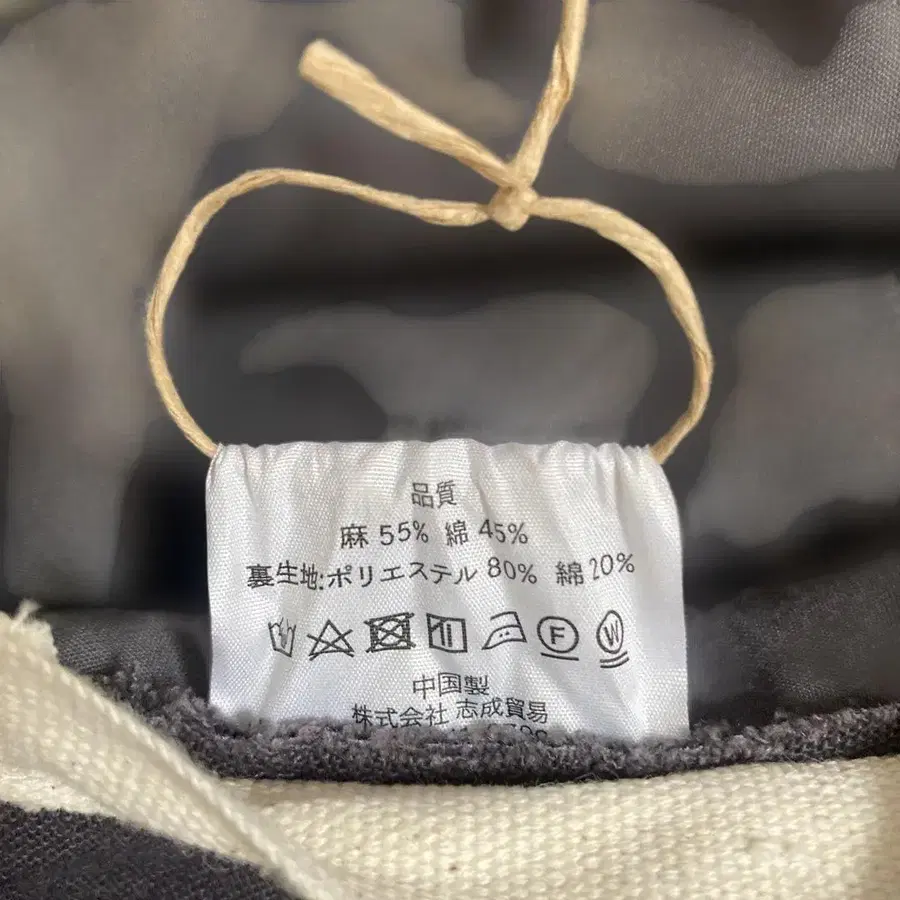 品質
麻 55% 綿 45%
裏生地:ポリエステル 80% 綿 20%
F W
中国製
株式会社 志成貿易